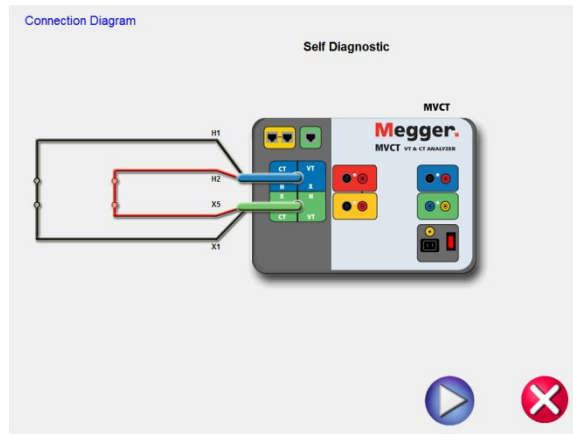 Connection Diagram
Self Diagnostic
MVCT
Megger.
MVCT VT & CT ANALYZER
H1
H2
X5
X1
CT VT
H X
X H
CT VT